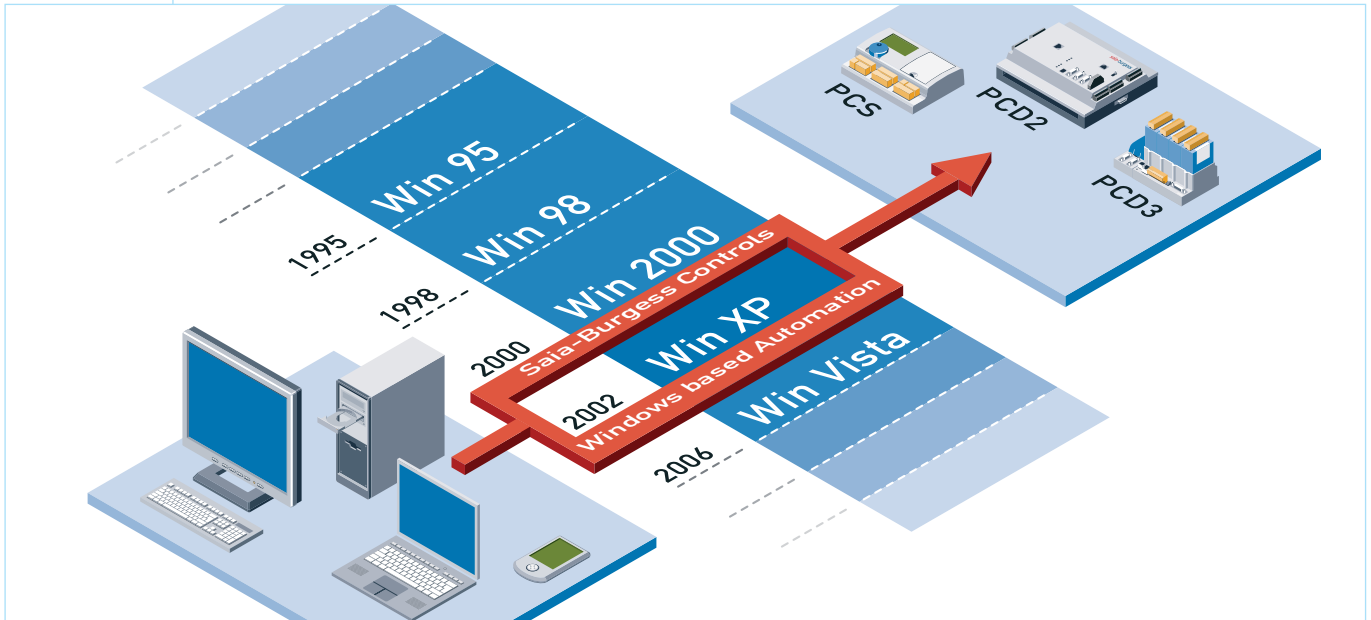 PCS
PCD2
PCD3
Win 95
1995
Win 98
1998
Win 2000
2000
Saia-Burgess Controls
Win XP
2002
Windows based Automation
Win Vista
2006